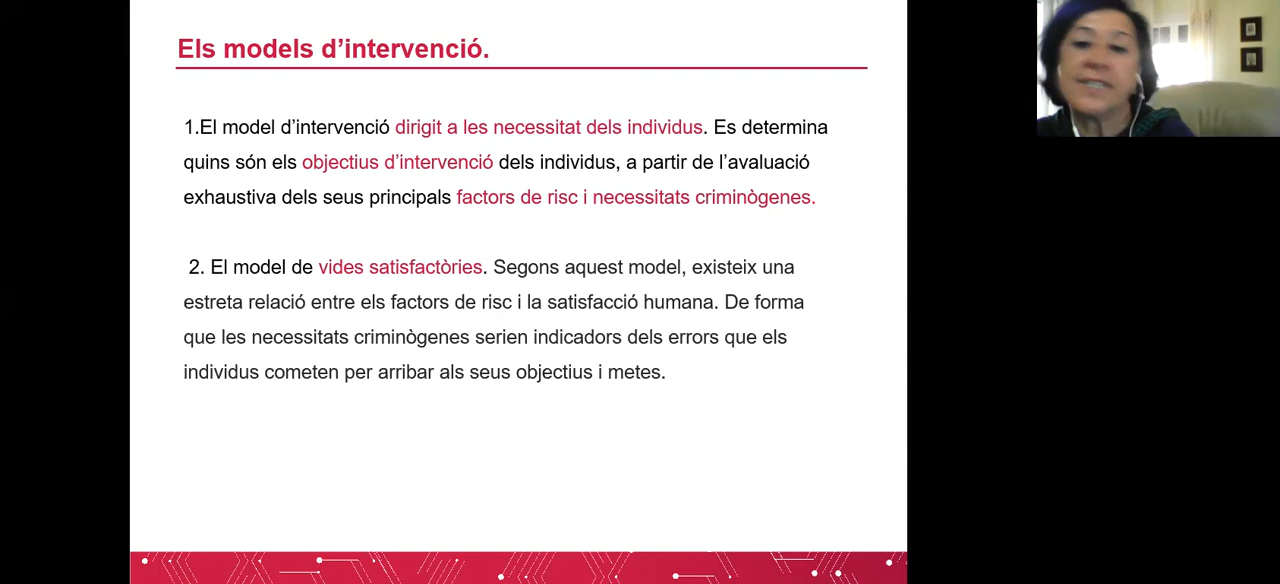 Els models d’intervenció.
1.El model d’intervenció dirigit a les necessitat dels individus. Es determina
quins són els objectius d’intervenció dels individus, a partir de l’avaluació
exhaustiva dels seus principals factors de risc i necessitats criminògenes.
2. El model de vides satisfactòries. Segons aquest model, existeix una
estreta relació entre els factors de risc i la satisfacció humana. De forma
que les necessitats criminògenes serien indicadors dels errors que els
individus cometen per arribar als seus objectius i metes.